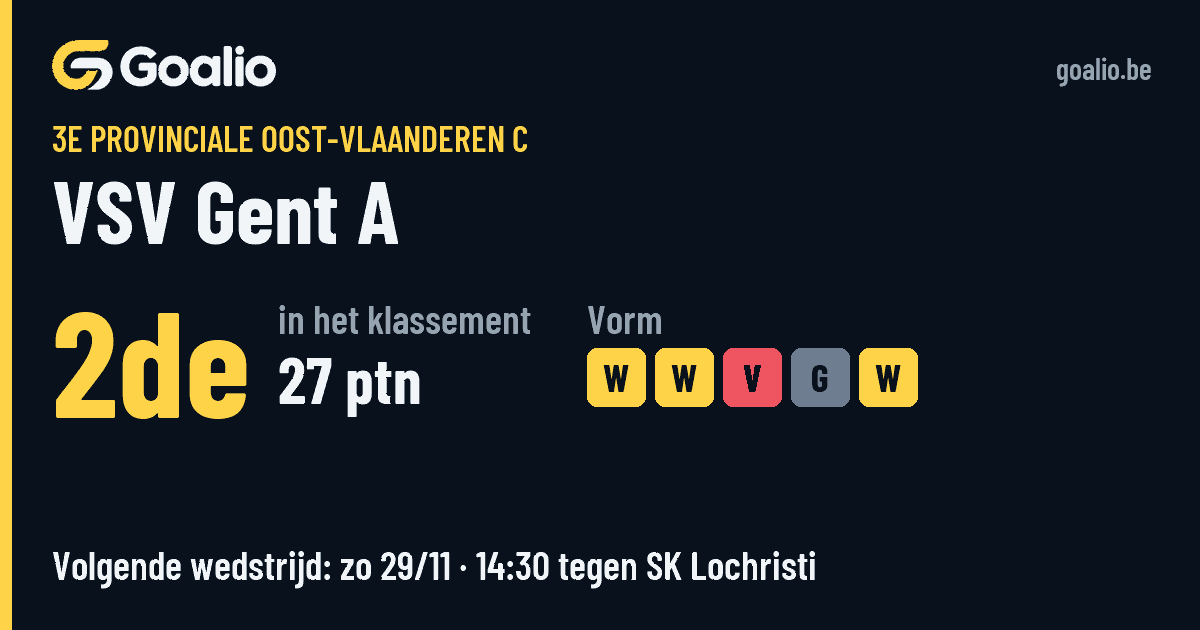 Goalio
goalio.be
3E PROVINCIALE OOST-VLAANDEREN C
VSV Gent A
2de
in het klassement
27 ptn
Vorm
W W V G W
Volgende wedstrijd: zo 29/11 · 14:30 tegen SK Lochristi